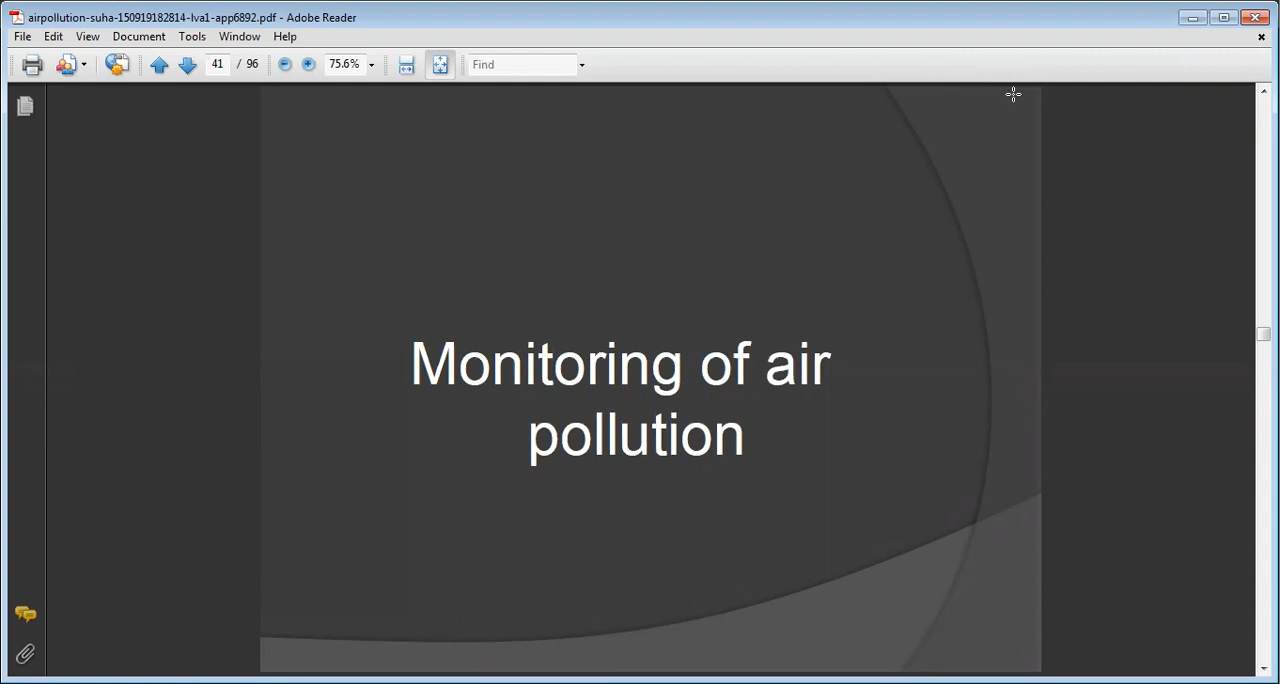 airpollution-suha-150919182814-lva1-app6892.pdf - Adobe Reader
File Edit View Document Tools Window Help
41 / 96 75.6% Find
Monitoring of air
pollution